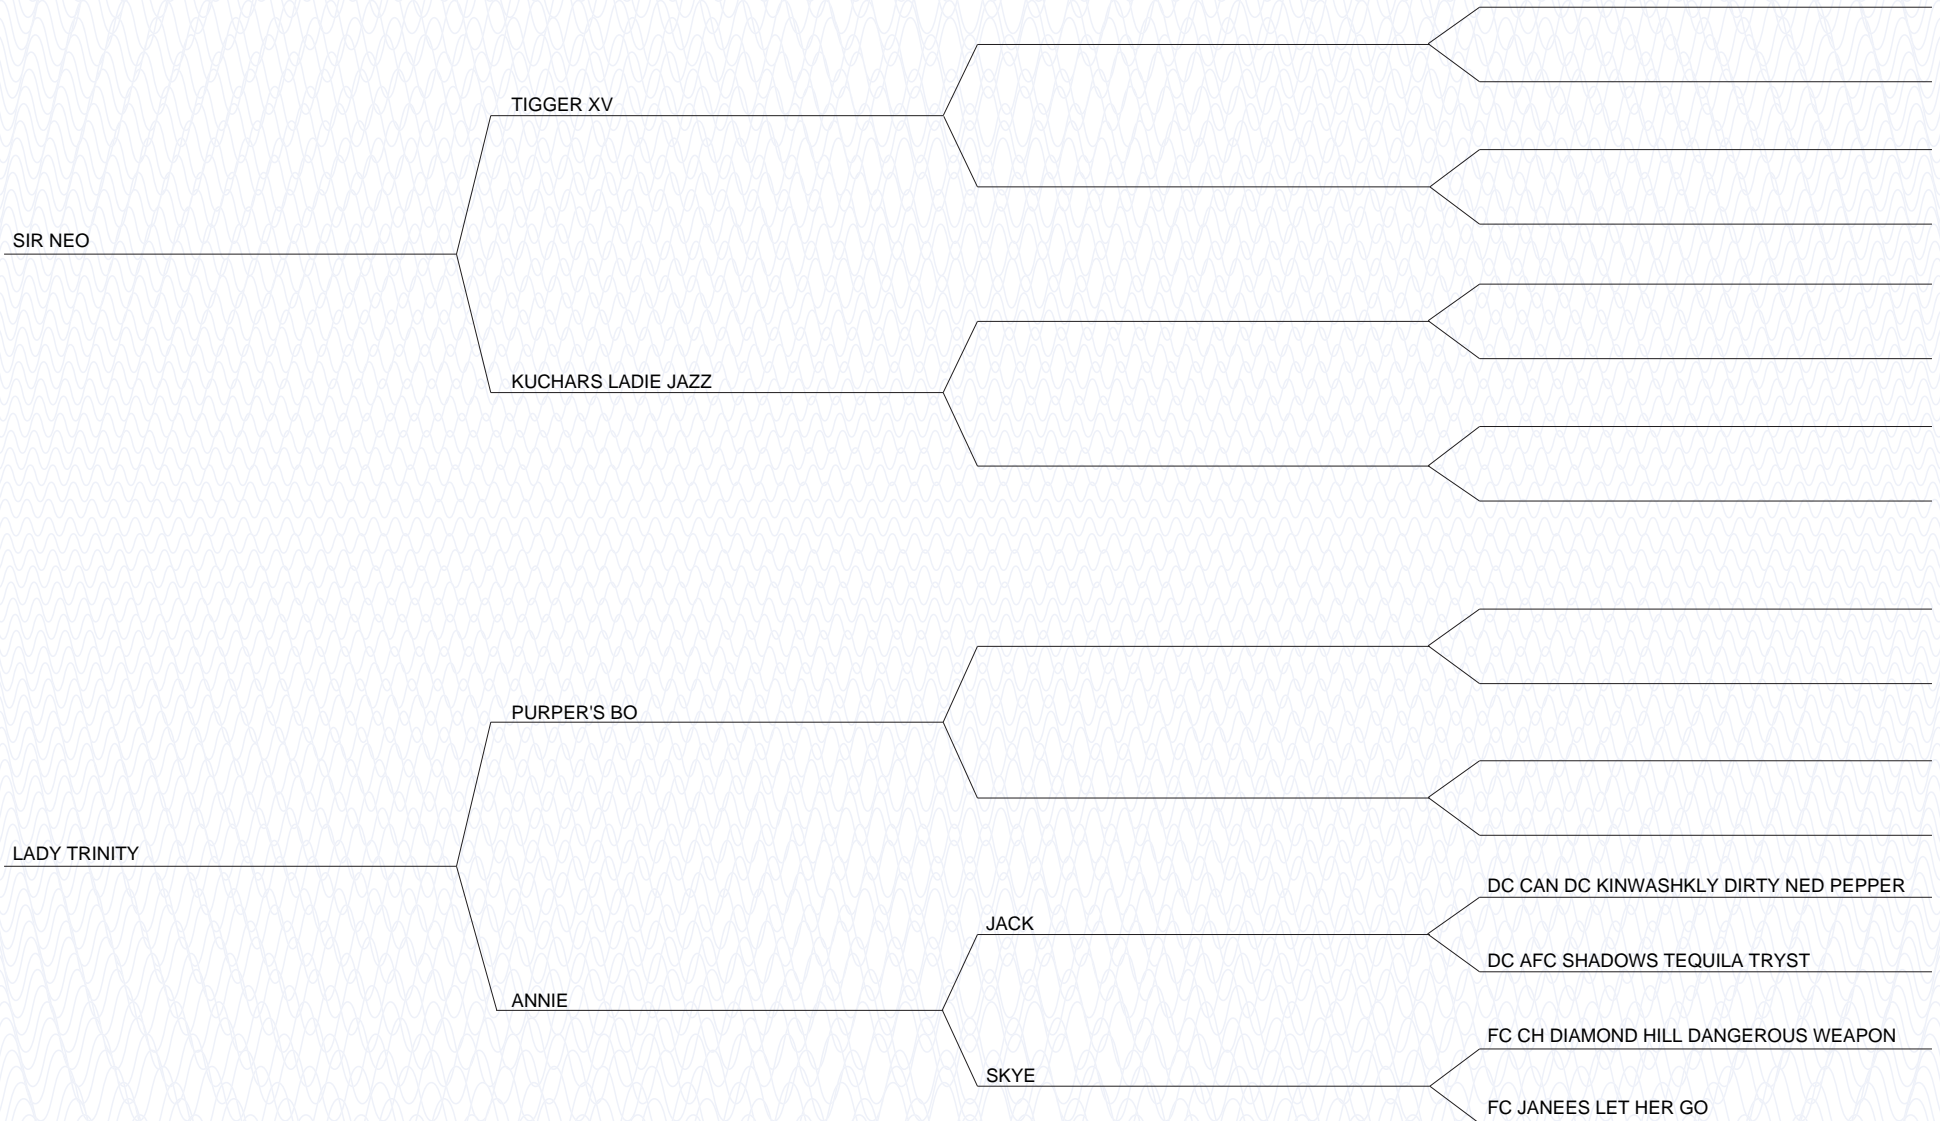 TIGGER XV
SIR NEO
KUCHARS LADIE JAZZ
PURPER'S BO
LADY TRINITY
DC CAN DC KINWASHKLY DIRTY NED PEPPER
JACK
DC AFC SHADOWS TEQUILA TRYST
ANNIE
FC CH DIAMOND HILL DANGEROUS WEAPON
SKYE
FC JANEES LET HER GO